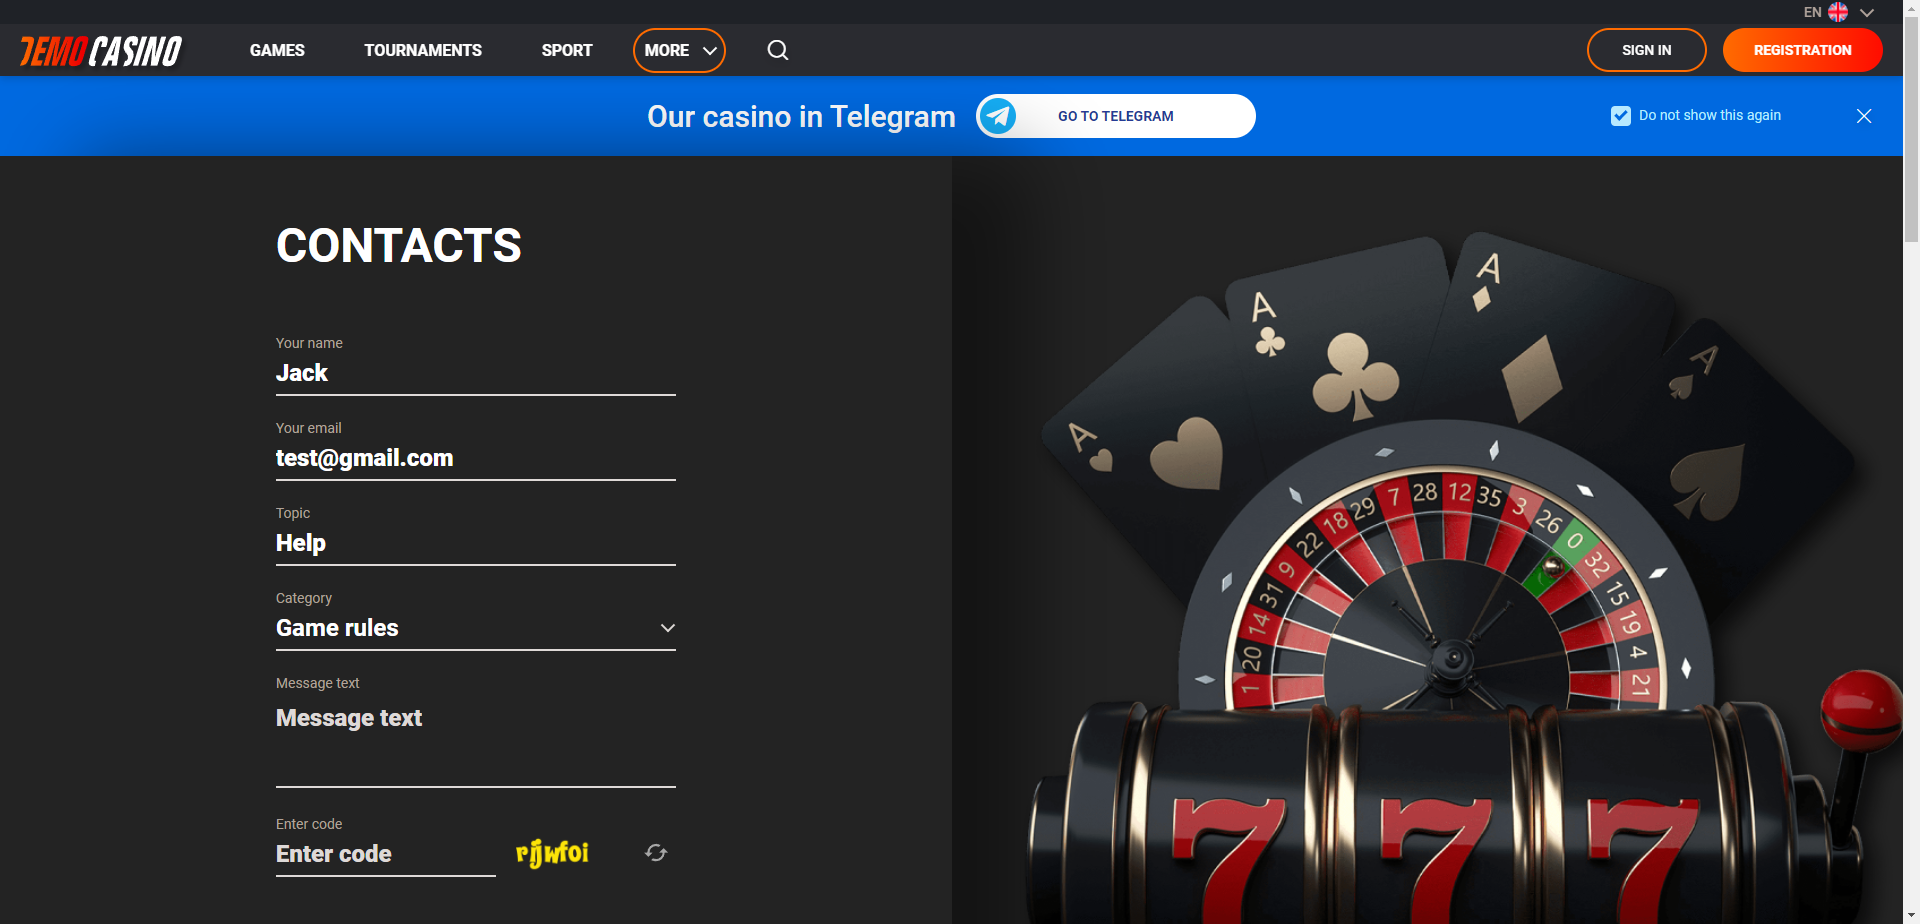 EN
DEMO CASINO
GAMES
TOURNAMENTS
SPORT
MORE
SIGN IN
REGISTRATION
Our casino in Telegram
GO TO TELEGRAM
Do not show this again
CONTACTS
Your name
Jack
Your email
test@gmail.com
Topic
Help
Category
Game rules
Message text
Message text
Enter code
Enter code
A
A
A
A
1 20 14 31 9 22 18 29 7 28 12 35 3 26 0 32 15 19 4 21
7 7 7